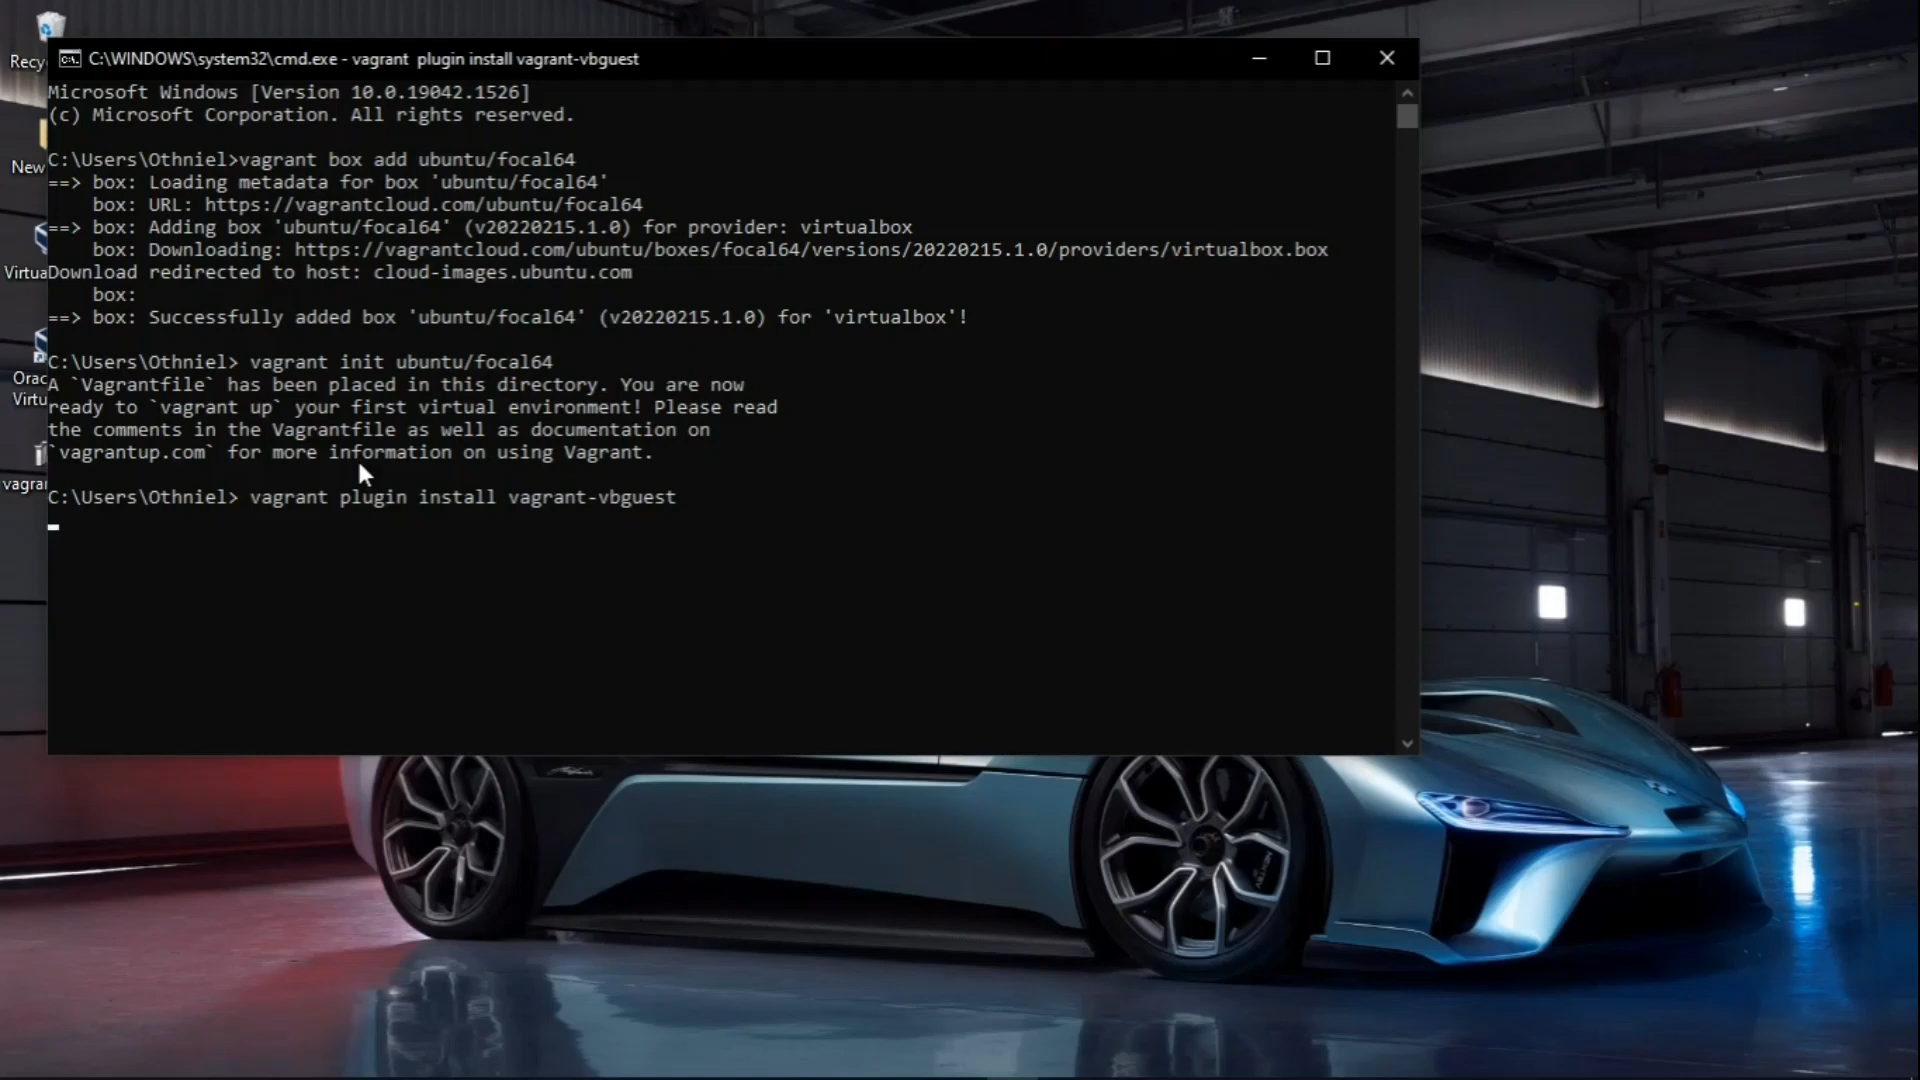 C:\WINDOWS\system32\cmd.exe - vagrant  plugin install vagrant-vbguest
Microsoft Windows [Version 10.0.19042.1526]
(c) Microsoft Corporation. All rights reserved.
C:\Users\Othniel>vagrant box add ubuntu/focal64
==> box: Loading metadata for box 'ubuntu/focal64'
    box: URL: https://vagrantcloud.com/ubuntu/focal64
==> box: Adding box 'ubuntu/focal64' (v20220215.1.0) for provider: virtualbox
    box: Downloading: https://vagrantcloud.com/ubuntu/boxes/focal64/versions/20220215.1.0/providers/virtualbox.box
Download redirected to host: cloud-images.ubuntu.com
    box:
==> box: Successfully added box 'ubuntu/focal64' (v20220215.1.0) for 'virtualbox'!
C:\Users\Othniel> vagrant init ubuntu/focal64
A `Vagrantfile` has been placed in this directory. You are now
ready to `vagrant up` your first virtual environment! Please read
the comments in the Vagrantfile as well as documentation on
`vagrantup.com` for more information on using Vagrant.
C:\Users\Othniel> vagrant plugin install vagrant-vbguest
Recy
New
Virtua
Orac
Virtu
vagran